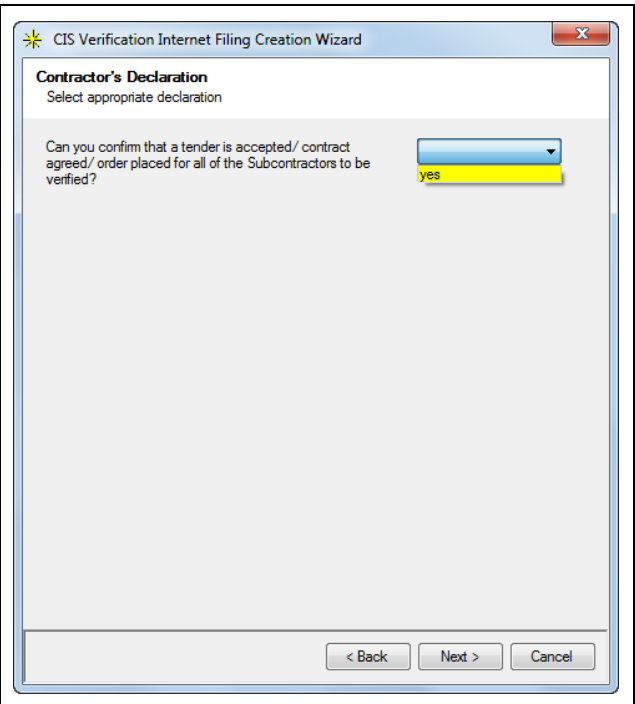 CIS Verification Internet Filing Creation Wizard
Contractor's Declaration
Select appropriate declaration
Can you confirm that a tender is accepted/ contract
agreed/ order placed for all of the Subcontractors to be
verified?
yes
< Back Next > Cancel